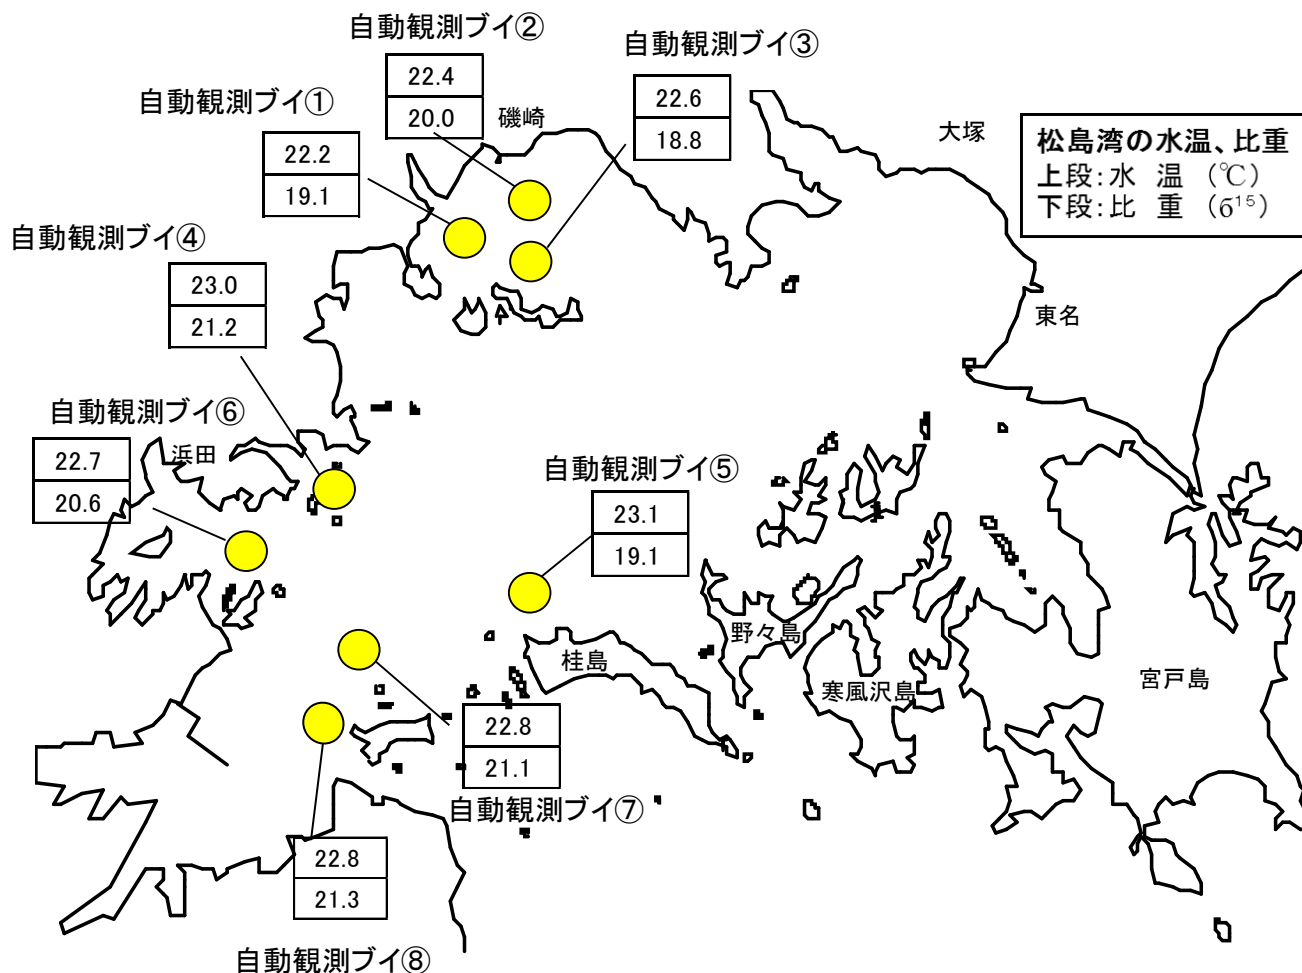 自動観測ブイ②
22.4
20.0
自動観測ブイ③
22.6
18.8
自動観測ブイ①
22.2
19.1
磯崎
大塚
松島湾の水温、比重
上段:水 温 (℃)
下段:比 重 (б¹⁵)
自動観測ブイ④
23.0
21.2
東名
自動観測ブイ⑥
22.7
20.6
浜田
自動観測ブイ⑤
23.1
19.1
野々島
桂島
寒風沢島
宮戸島
22.8
21.1
自動観測ブイ⑦
22.8
21.3
自動観測ブイ⑧